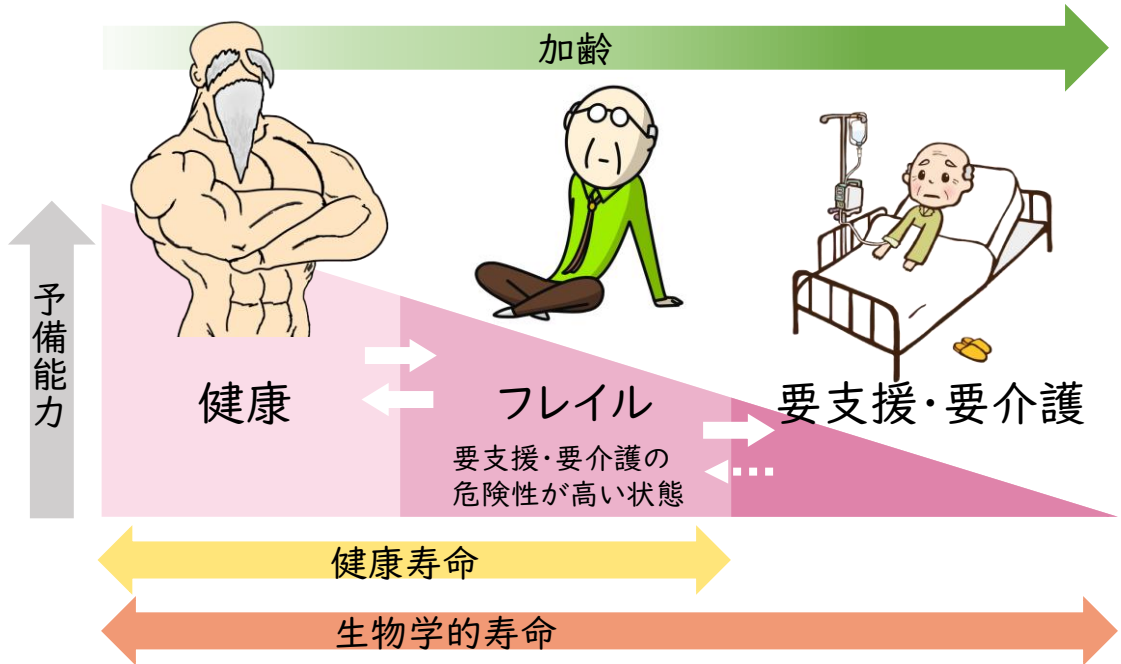 加齢
予備能力
健康
フレイル
要支援・要介護の
危険性が高い状態
要支援・要介護
健康寿命
生物学的寿命